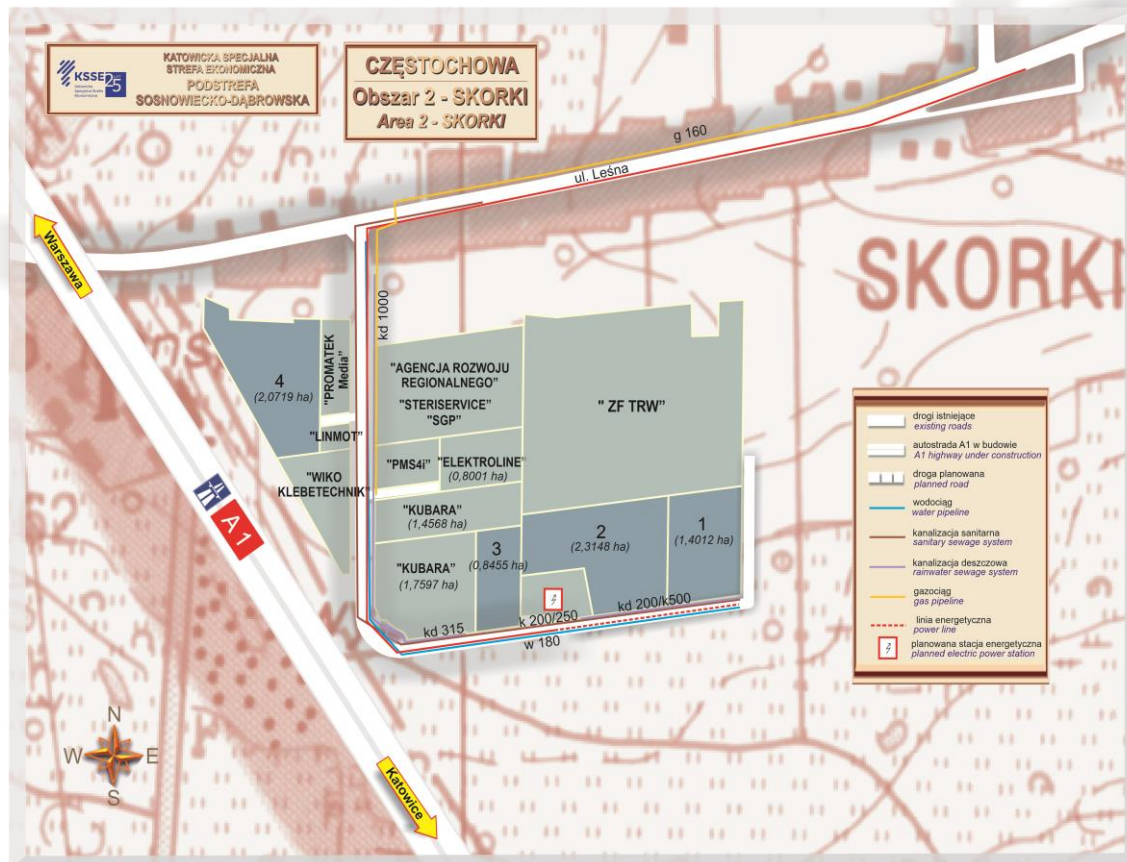 KSSE
25
KATOWICKA SPECJALNA
STREFA EKONOMICZNA
PODSTREFA
SOSNOWIECKO-DĄBROWSKA
CZĘSTOCHOWA
Obszar 2 - SKORKI
Area 2 - SKORKI
g 160
ul. Leśna
Warszawa
SKORKI
kd 1000
"PROMATEK
Media"
4
(2,0719 ha)
"AGENCJA ROZWOJU
REGIONALNEGO"
"STERISERVICE"
"SGP"
" ZF TRW"
"LINMOT"
"PMS4i"
"ELEKTROLINE"
(0,8001 ha)
"WIKO
KLEBETECHNIK"
"KUBARA"
(1,4568 ha)
A1
"KUBARA"
(1,7597 ha)
3
(0,8455 ha)
2
(2,3148 ha)
1
(1,4012 ha)
kd 315
k 200/250
kd 200/k500
w 180
drogi istniejące
existing roads
autostrada A1 w budowie
A1 highway under construction
droga planowana
planned road
wodociąg
water pipeline
kanalizacja sanitarna
sanitary sewage system
kanalizacja deszczowa
rainwater sewage system
gazociąg
gas pipeline
linia energetyczna
power line
planowana stacja energetyczna
planned electric power station
N
W
E
S
Katowice